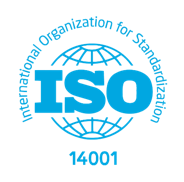 International Organization for Standardization
ISO
14001